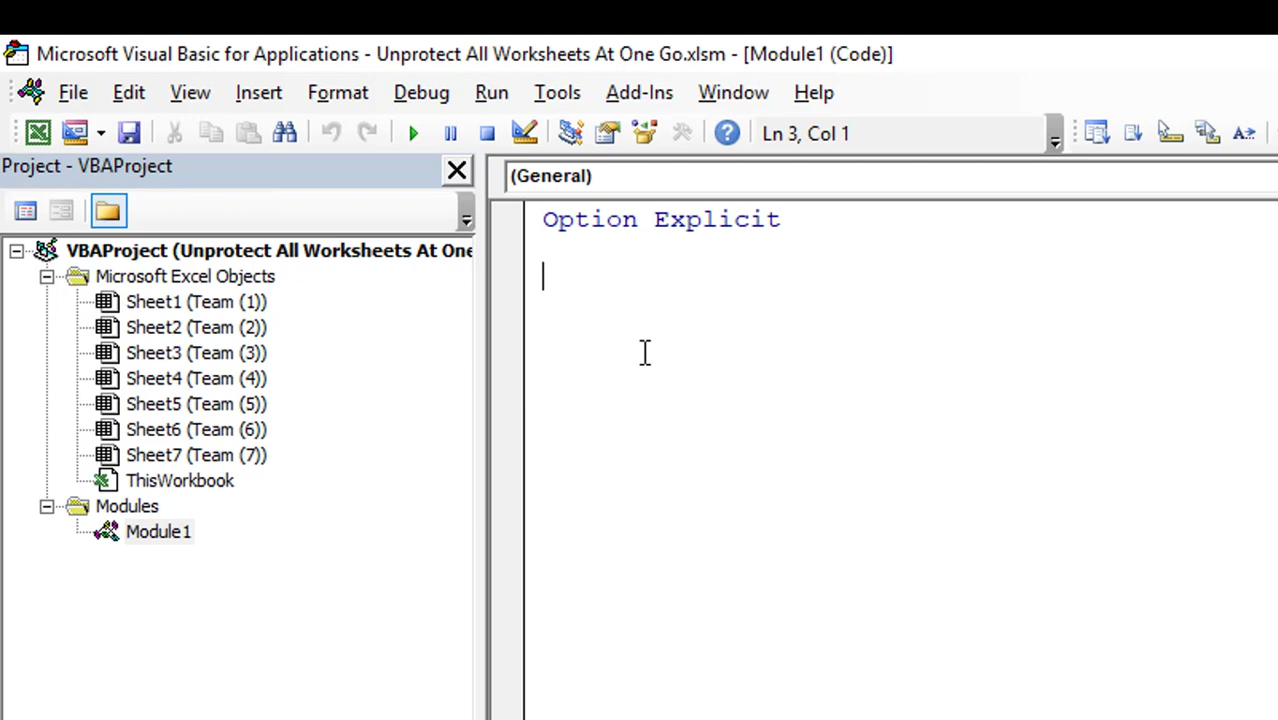 Microsoft Visual Basic for Applications - Unprotect All Worksheets At One Go.xlsm - [Module1 (Code)]
File Edit View Insert Format Debug Run Tools Add-Ins Window Help
Ln 3, Col 1
Project - VBAProject
(General)
Option Explicit
VBAProject (Unprotect All Worksheets At One
Microsoft Excel Objects
Sheet1 (Team (1))
Sheet2 (Team (2))
Sheet3 (Team (3))
Sheet4 (Team (4))
Sheet5 (Team (5))
Sheet6 (Team (6))
Sheet7 (Team (7))
ThisWorkbook
Modules
Module1